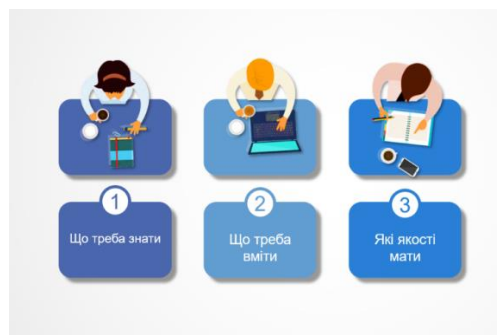 1
Що треба знати
2
Що треба
вміти
3
Які якості
мати